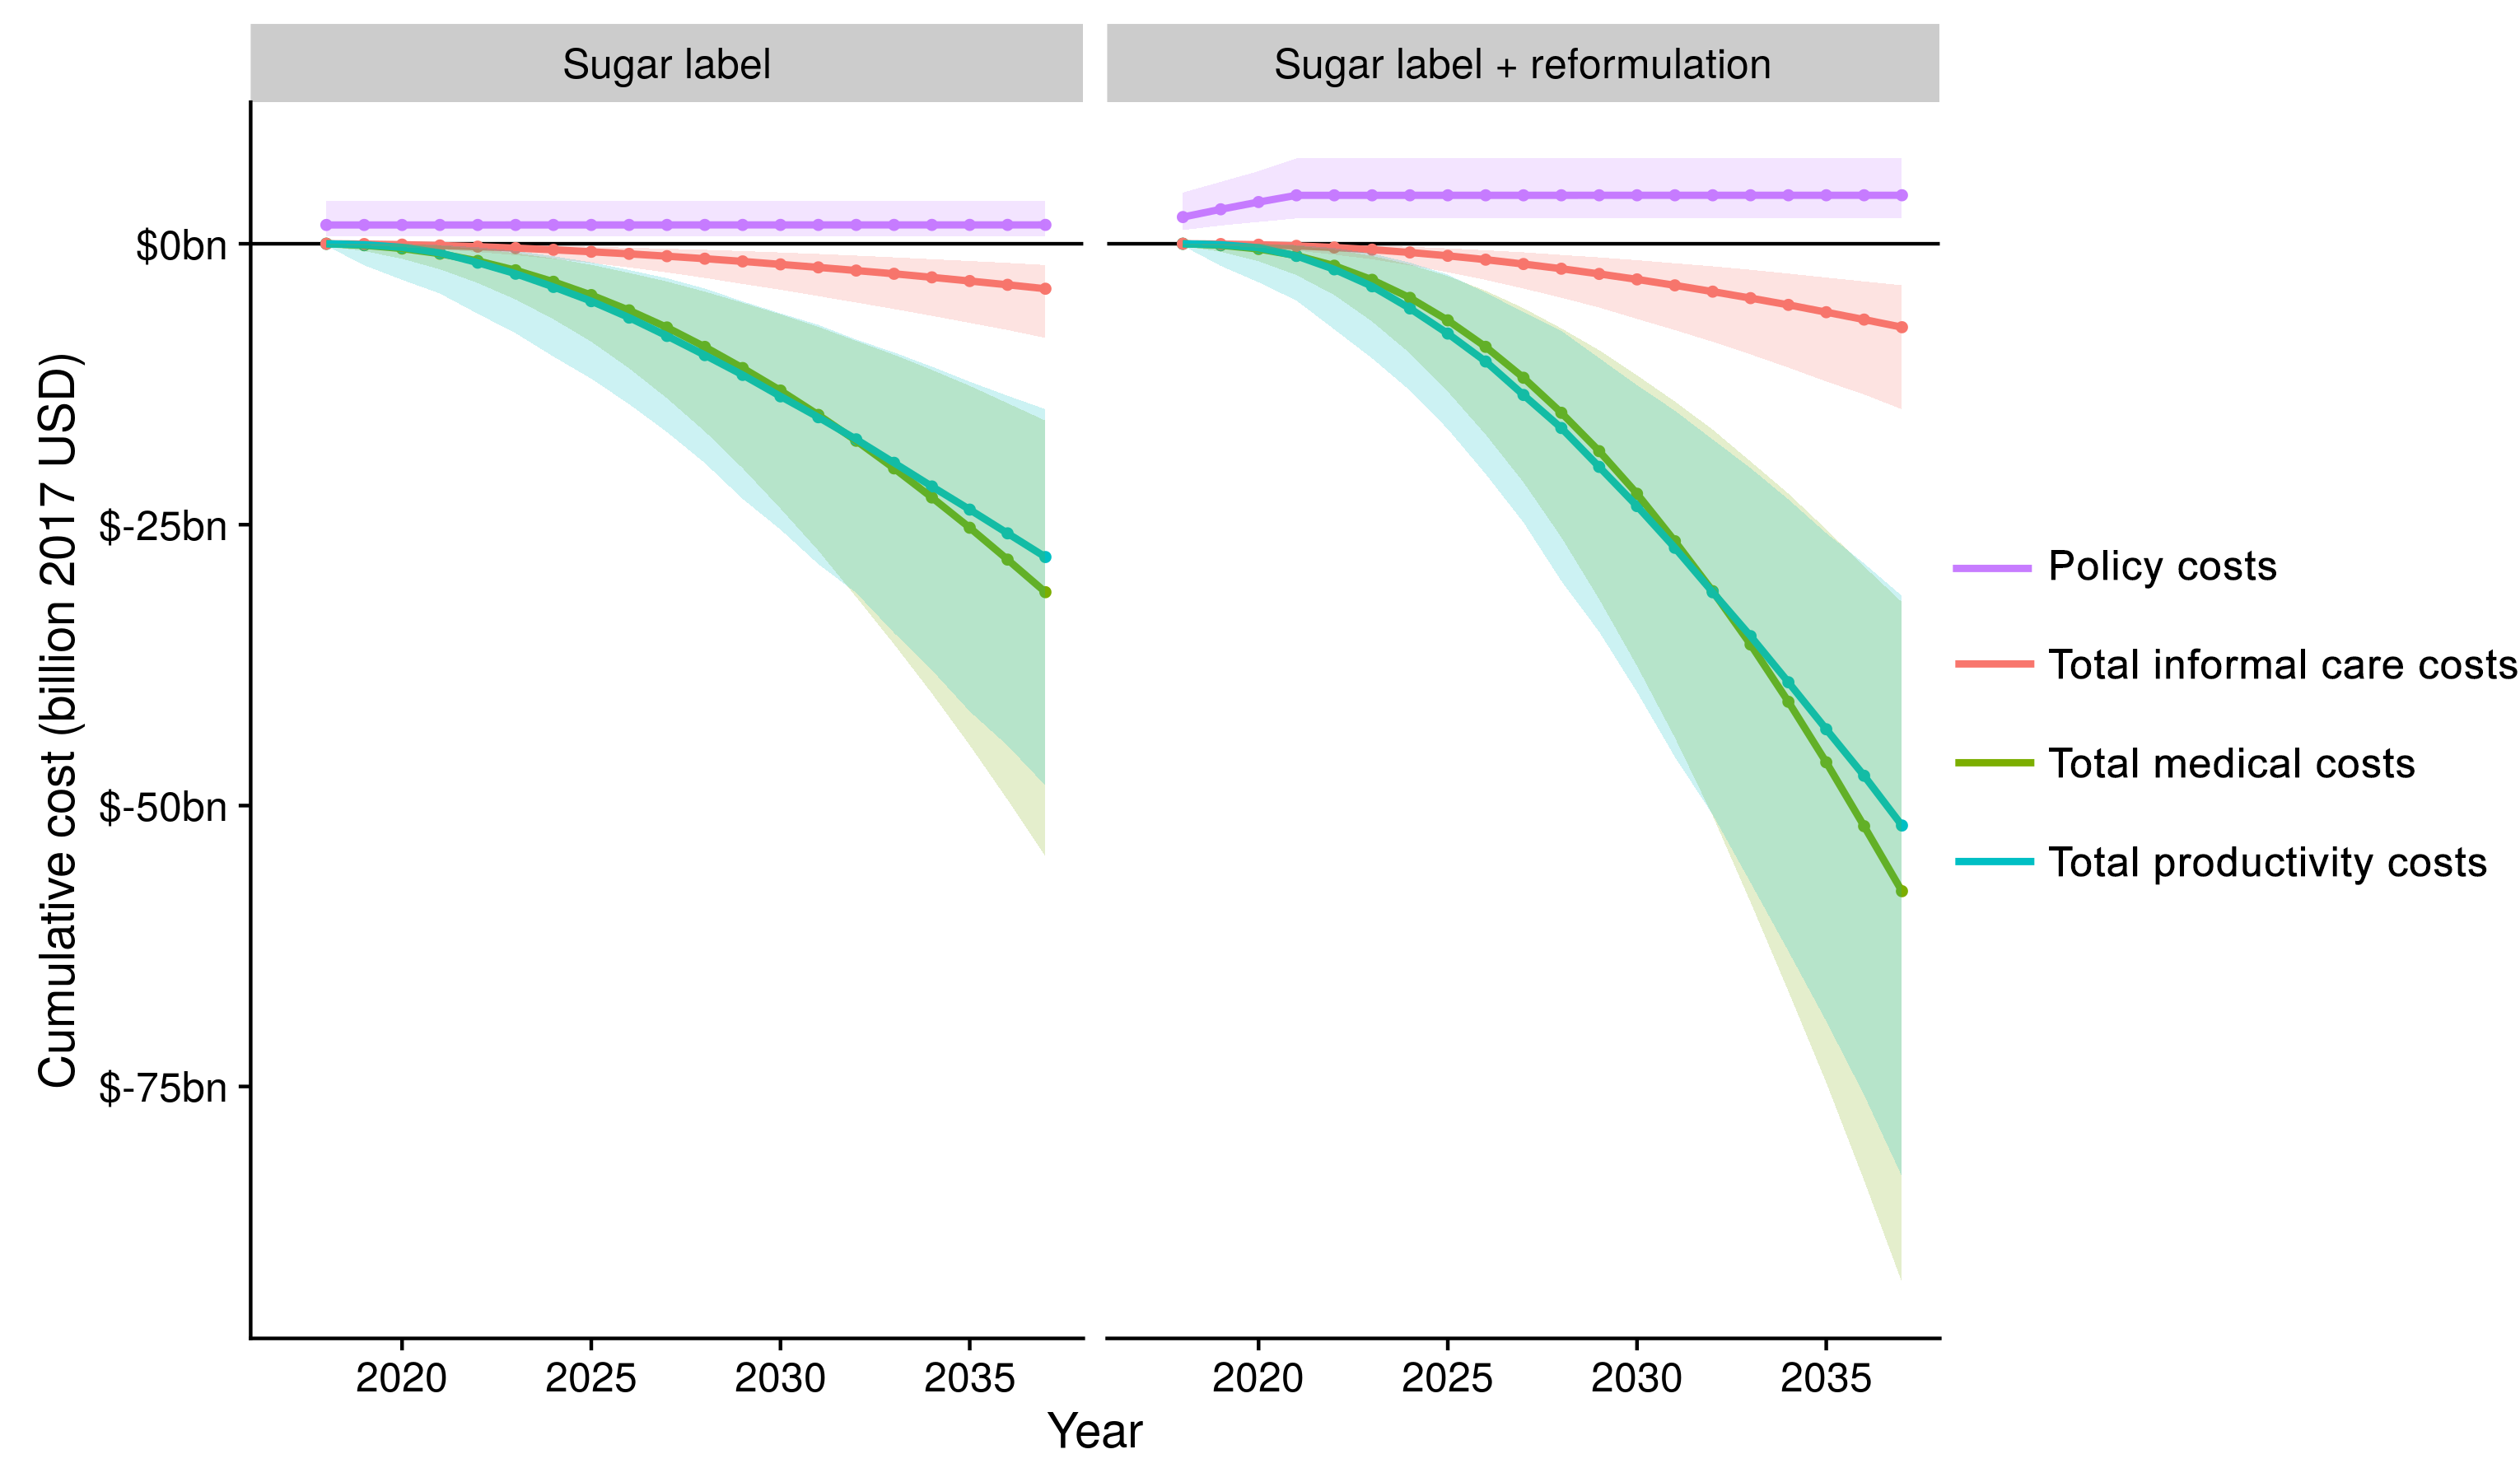 Sugar label
Sugar label + reformulation
Cumulative cost (billion 2017 USD)
$0bn
$-25bn
$-50bn
$-75bn
2020 2025 2030 2035
2020 2025 2030 2035
Year
Policy costs
Total informal care costs
Total medical costs
Total productivity costs